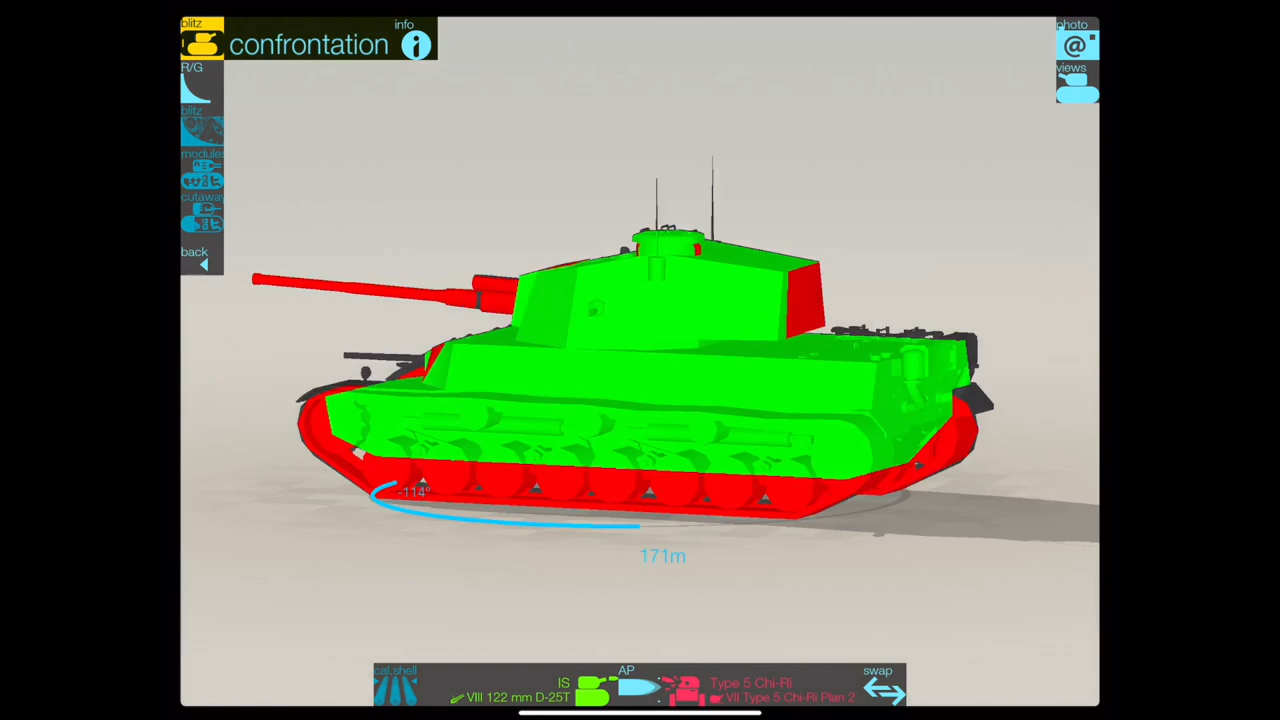 blitz
confrontation
info
i
photo
@
R/G
views
blitz
modules
cutaway
back
-114°
171m
cal.shell
IS
VIII 122 mm D-25T
AP
Type 5 Chi-Ri
VII Type 5 Chi-Ri Plan 2
swap